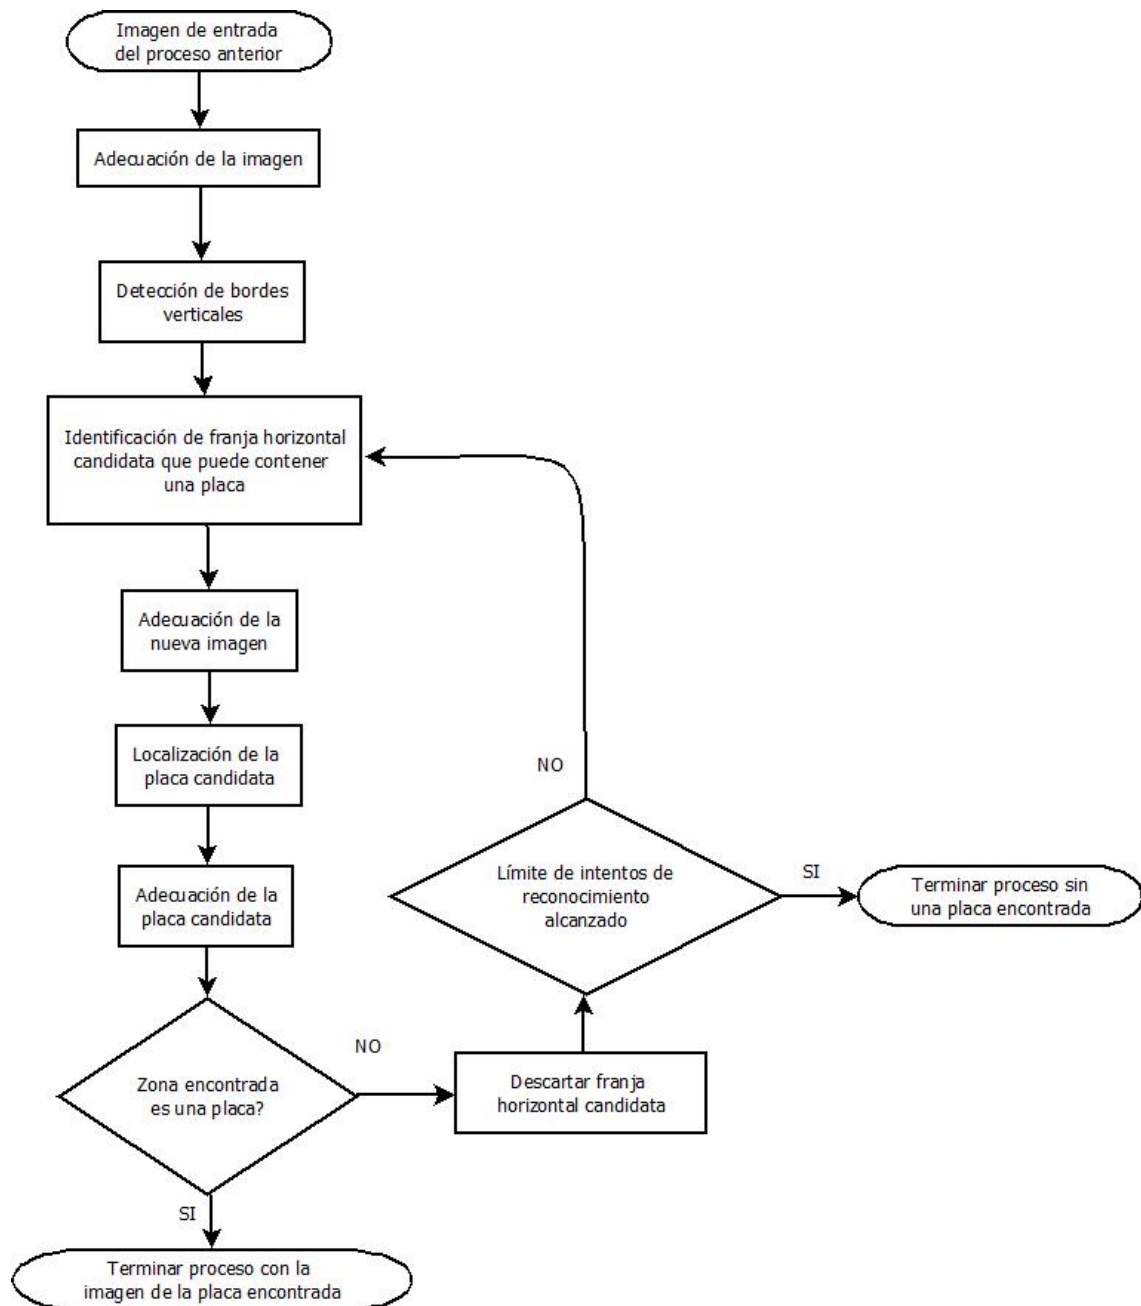 Imagen de entrada
del proceso anterior
Adecuación de la imagen
Detección de bordes
verticales
Identificación de franja horizontal
candidata que puede contener
una placa
Adecuación de la
nueva imagen
Localización de la
placa candidata
Adecuación de la
placa candidata
Zona encontrada
es una placa?
NO
Descartar franja
horizontal candidata
Límite de intentos de
reconocimiento
alcanzado
NO
SI
Terminar proceso sin
una placa encontrada
SI
Terminar proceso con la
imagen de la placa encontrada